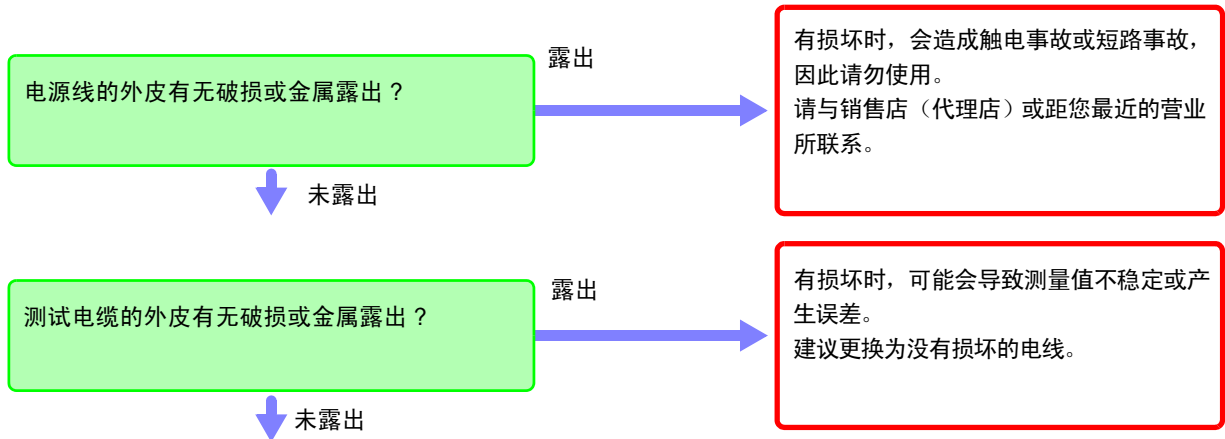 电源线的外皮有无破损或金属露出？
露出
有损坏时，会造成触电事故或短路事故，
因此请勿使用。
请与销售店（代理店）或距您最近的营业
所联系。
未露出
测试电缆的外皮有无破损或金属露出？
露出
有损坏时，可能会导致测量值不稳定或产
生误差。
建议更换为没有损坏的电线。
未露出